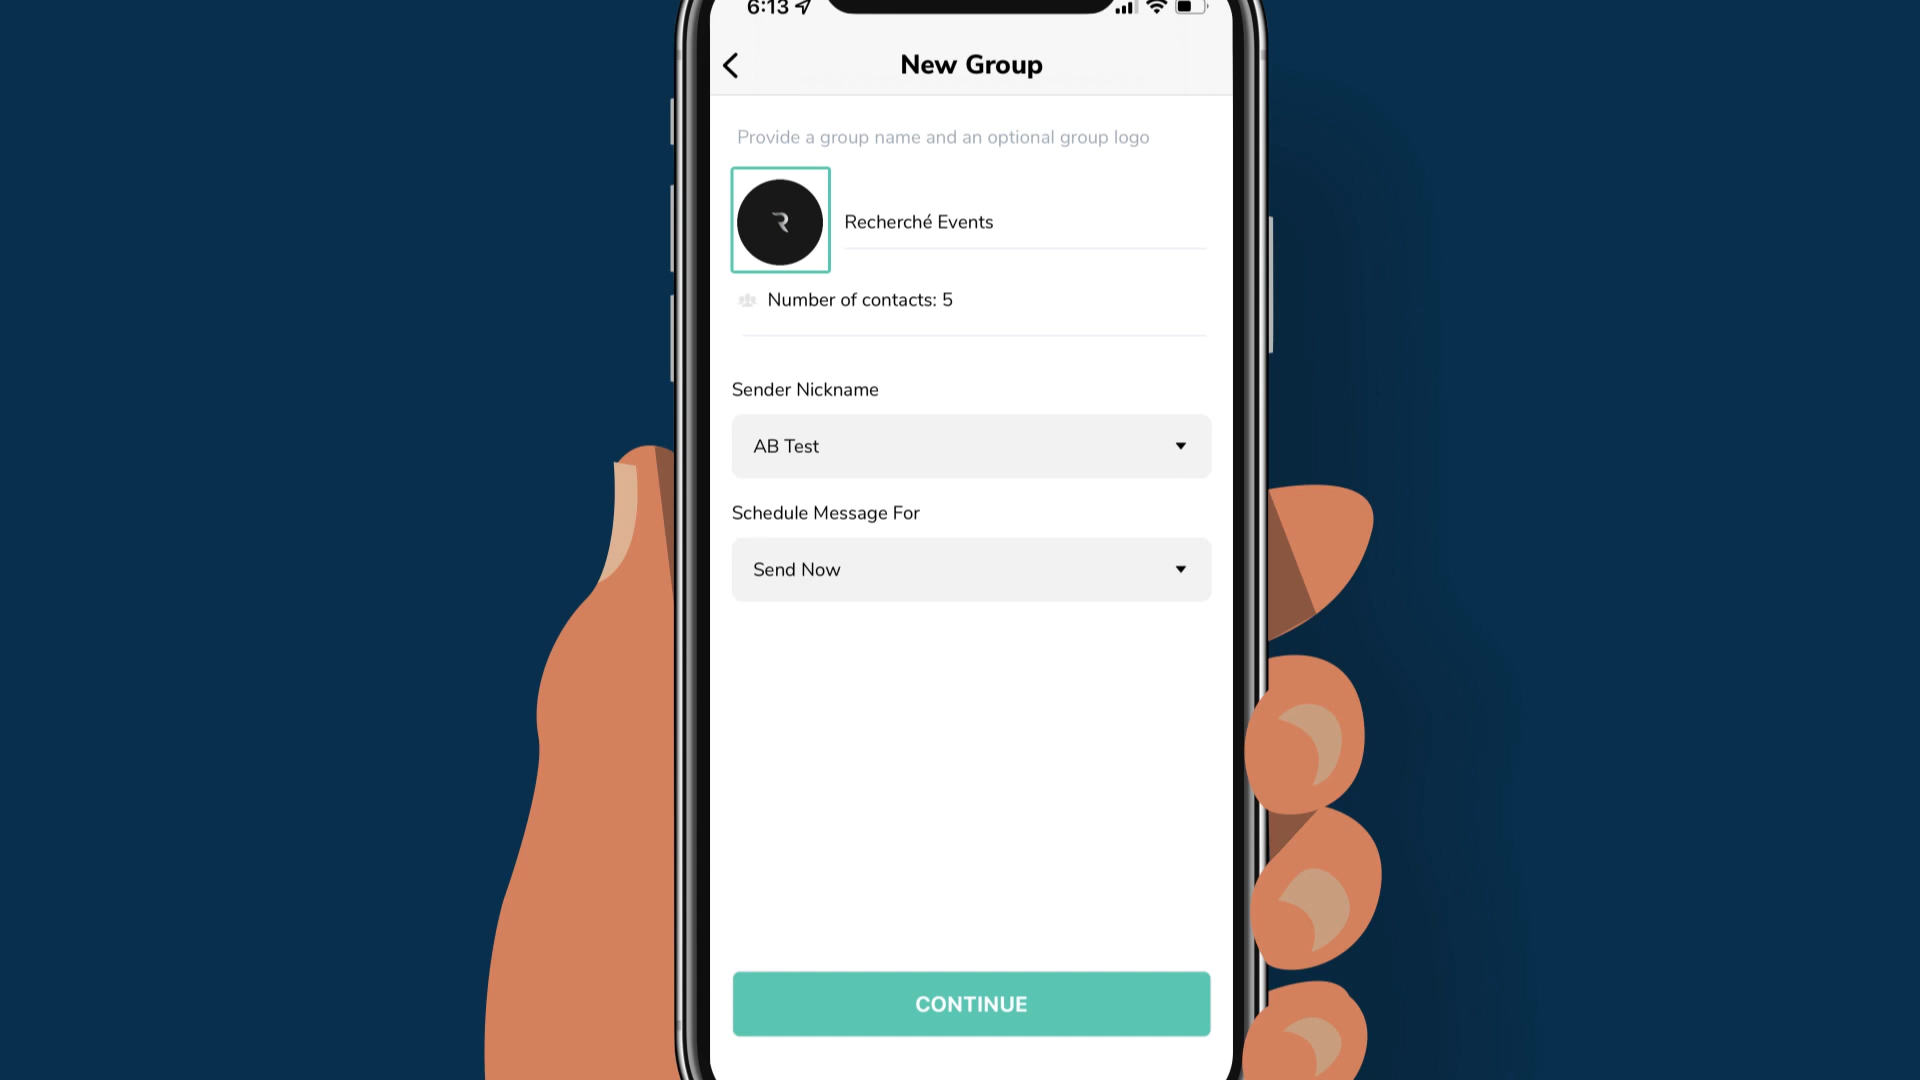 6:13
New Group
Provide a group name and an optional group logo
R
Recherché Events
Number of contacts: 5
Sender Nickname
AB Test
Schedule Message For
Send Now
CONTINUE